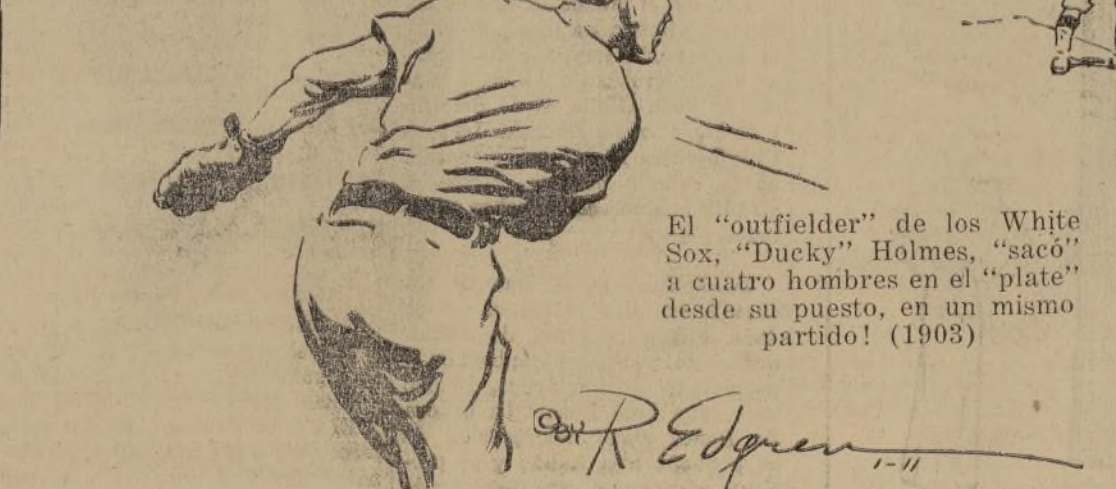 El “outfielder” de los White
Sox, “Ducky” Holmes, “sacó”
a cuatro hombres en el “plate”
desde su puesto, en un mismo
partido! (1903)
© BY R Edgren
1-11